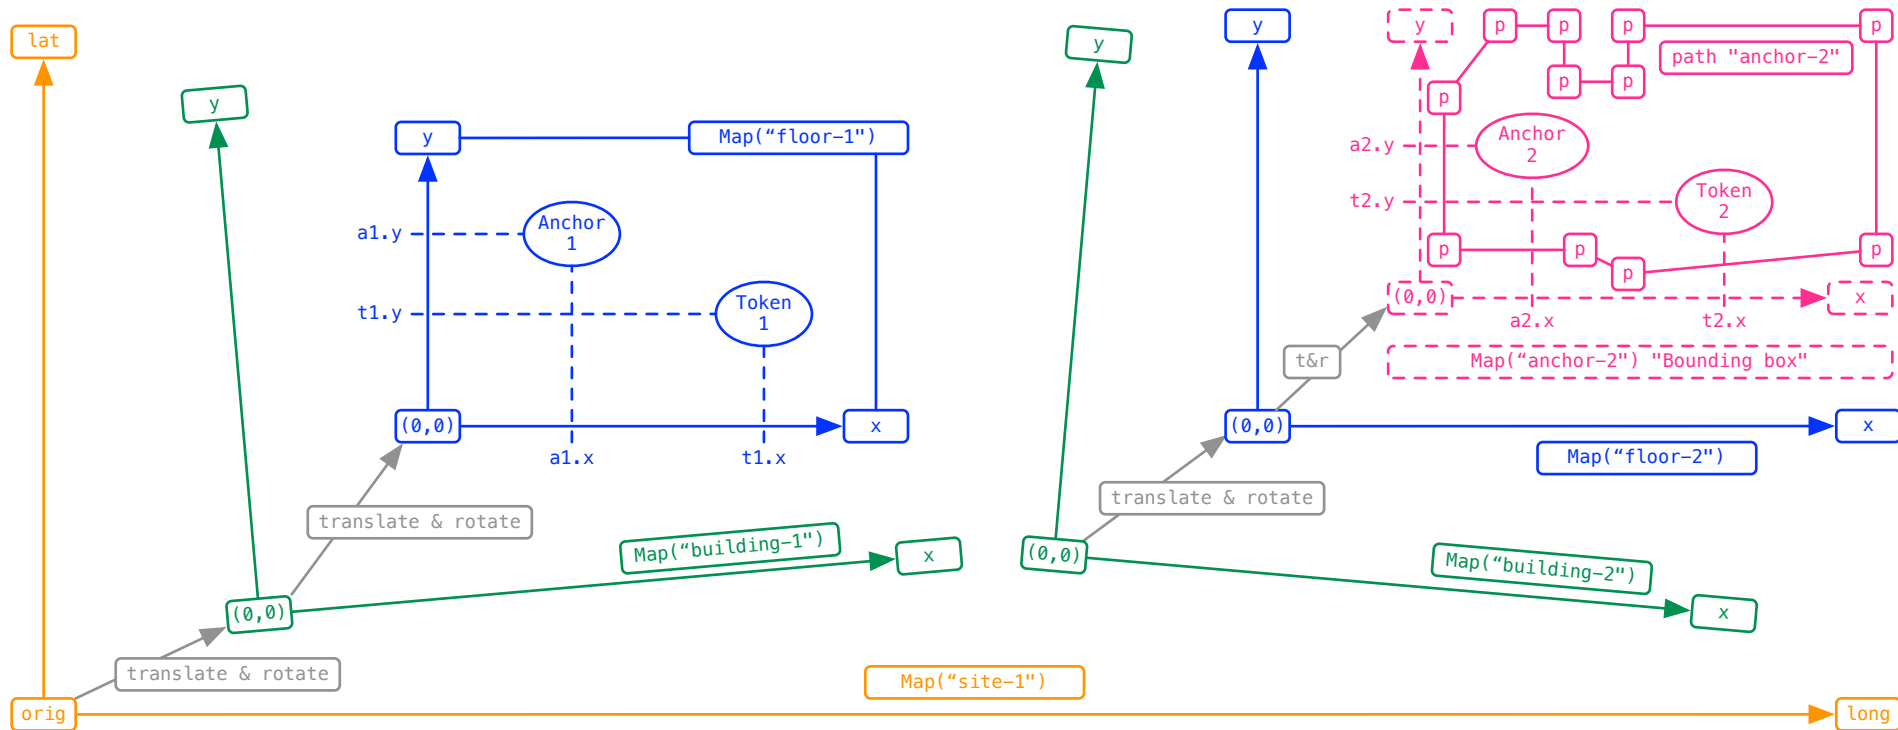 lat
y
y
Map(“floor-1")
a1.y
Anchor
1
t1.y
Token
1
(0,0)
x
a1.x
t1.x
translate & rotate
Map(“building-1")
x
(0,0)
translate & rotate
orig
Map(“site-1")
long
y
y
y
p
p
p
p
path "anchor-2"
p
p
p
a2.y
Anchor
2
t2.y
Token
2
p
p
p
p
(0,0)
x
a2.x
t2.x
t&r
Map(“anchor-2") "Bounding box"
(0,0)
x
Map(“floor-2")
translate & rotate
(0,0)
Map(“building-2")
x